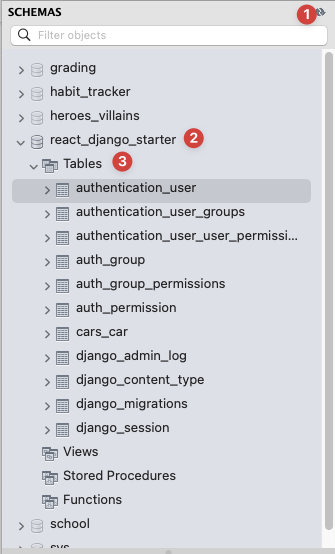 SCHEMAS 1
Filter objects
grading
habit_tracker
heroes_villains
react_django_starter 2
Tables 3
authentication_user
authentication_user_groups
authentication_user_user_permissi...
auth_group
auth_group_permissions
auth_permission
cars_car
django_admin_log
django_content_type
django_migrations
django_session
Views
Stored Procedures
Functions
school
sys